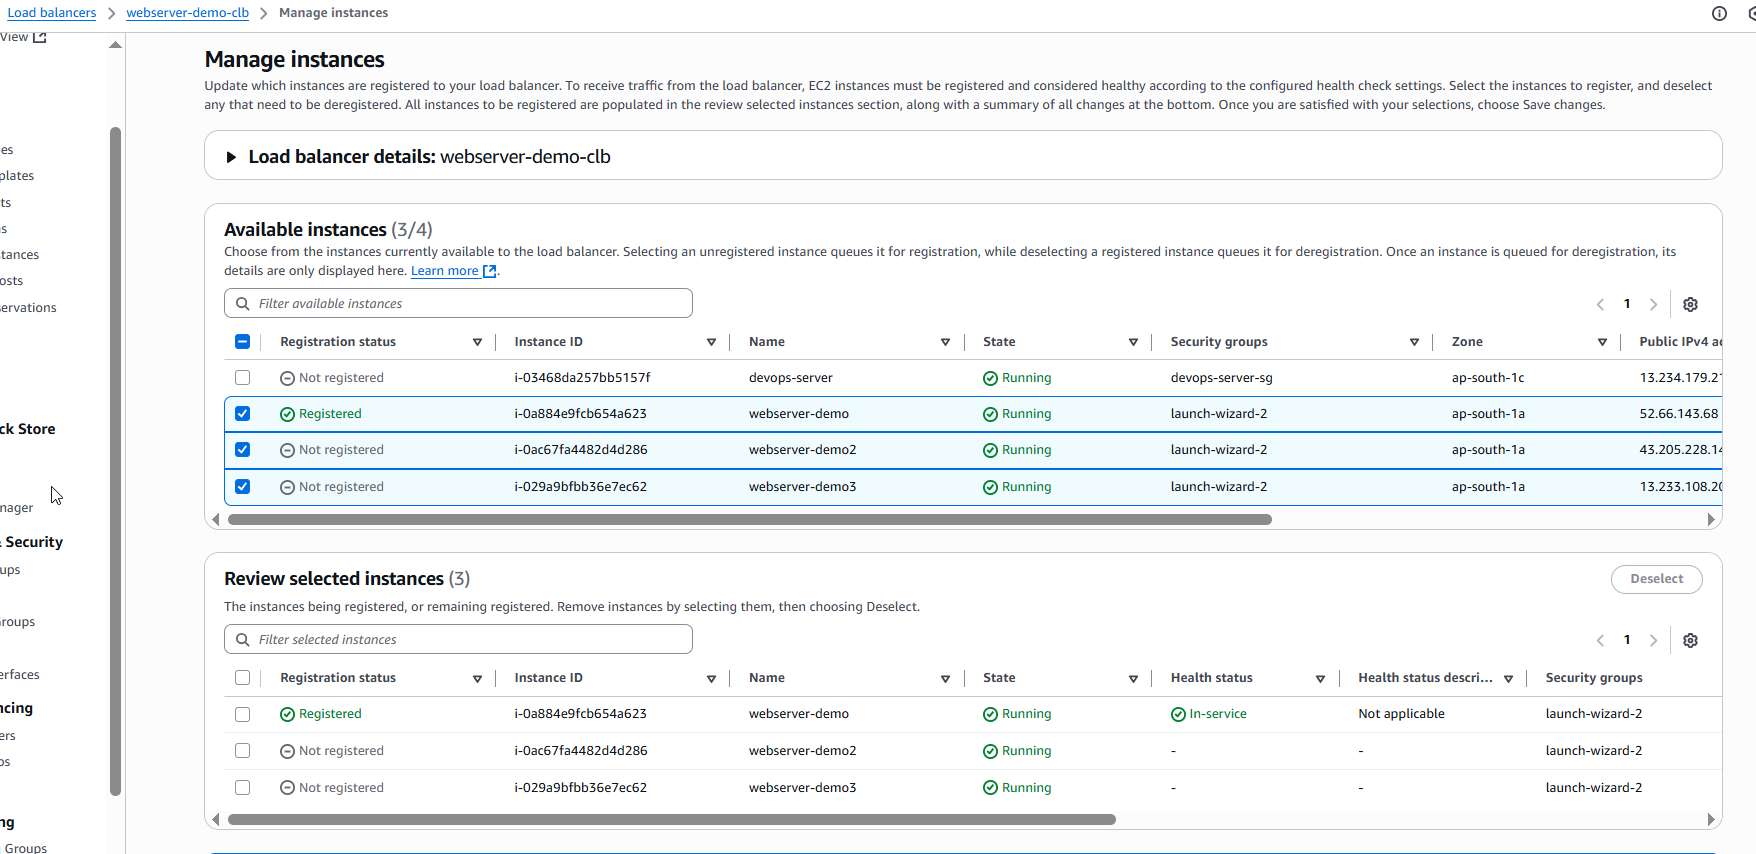 Load balancers > webserver-demo-clb > Manage instances
View
es
plates
ts
s
tances
osts
servations
ck Store
nager
& Security
ups
Groups
erfaces
ncing
ers
ps
ng
Groups
Manage instances
Update which instances are registered to your load balancer. To receive traffic from the load balancer, EC2 instances must be registered and considered healthy according to the configured health check settings. Select the instances to register, and deselect
any that need to be deregistered. All instances to be registered are populated in the review selected instances section, along with a summary of all changes at the bottom. Once you are satisfied with your selections, choose Save changes.
Load balancer details: webserver-demo-clb
Available instances (3/4)
Choose from the instances currently available to the load balancer. Selecting an unregistered instance queues it for registration, while deselecting a registered instance queues it for deregistration. Once an instance is queued for deregistration, its
details are only displayed here. Learn more .
Filter available instances
1
Registration status Instance ID Name State Security groups Zone Public IPv4 a
Not registered i-03468da257bb5157f devops-server Running devops-server-sg ap-south-1c 13.234.179.2
Registered i-0a884e9fcb654a623 webserver-demo Running launch-wizard-2 ap-south-1a 52.66.143.68
Not registered i-0ac67fa4482d4d286 webserver-demo2 Running launch-wizard-2 ap-south-1a 43.205.228.1
Not registered i-029a9bfbb36e7ec62 webserver-demo3 Running launch-wizard-2 ap-south-1a 13.233.108.20
Review selected instances (3)
Deselect
The instances being registered, or remaining registered. Remove instances by selecting them, then choosing Deselect.
Filter selected instances
1
Registration status Instance ID Name State Health status Health status descri... Security groups
Registered i-0a884e9fcb654a623 webserver-demo Running In-service Not applicable launch-wizard-2
Not registered i-0ac67fa4482d4d286 webserver-demo2 Running - - launch-wizard-2
Not registered i-029a9bfbb36e7ec62 webserver-demo3 Running - - launch-wizard-2